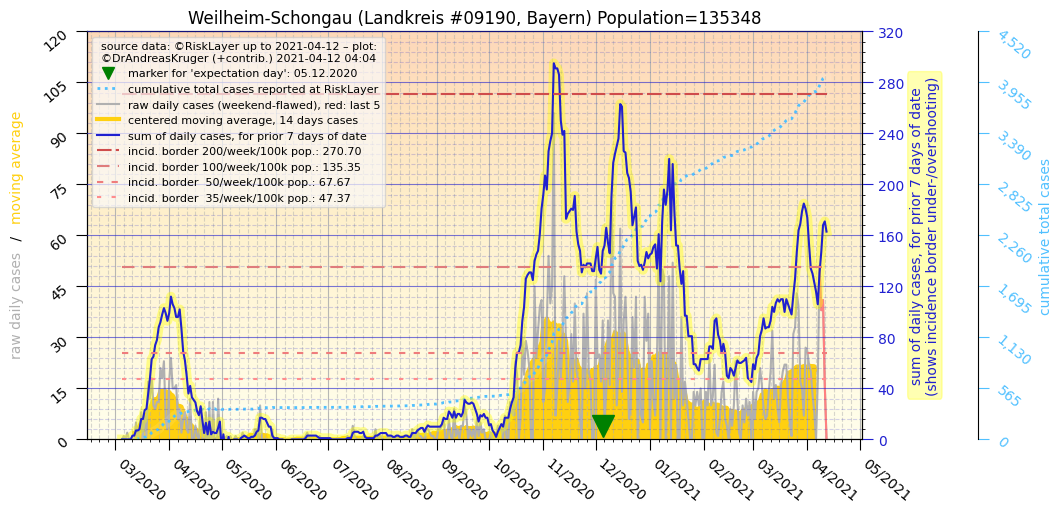 Weilheim-Schongau (Landkreis #09190, Bayern) Population=135348
source data: ©RiskLayer up to 2021-04-12 – plot:
©DrAndreasKruger (+contrib.) 2021-04-12 04:04
marker for 'expectation day': 05.12.2020
cumulative total cases reported at RiskLayer
raw daily cases (weekend-flawed), red: last 5
centered moving average, 14 days cases
sum of daily cases, for prior 7 days of date
incid. border 200/week/100k pop.: 270.70
incid. border 100/week/100k pop.: 135.35
incid. border  50/week/100k pop.: 67.67
incid. border  35/week/100k pop.: 47.37
raw daily cases / moving average
120
105
90
75
60
45
30
15
0
03/2020
04/2020
05/2020
06/2020
07/2020
08/2020
09/2020
10/2020
11/2020
12/2020
01/2021
02/2021
03/2021
04/2021
05/2021
320
280
240
200
160
120
80
40
0
sum of daily cases, for prior 7 days of date
(shows incidence border under-/overshooting)
4,520
3,955
3,390
2,825
2,260
1,695
1,130
565
0
cumulative total cases